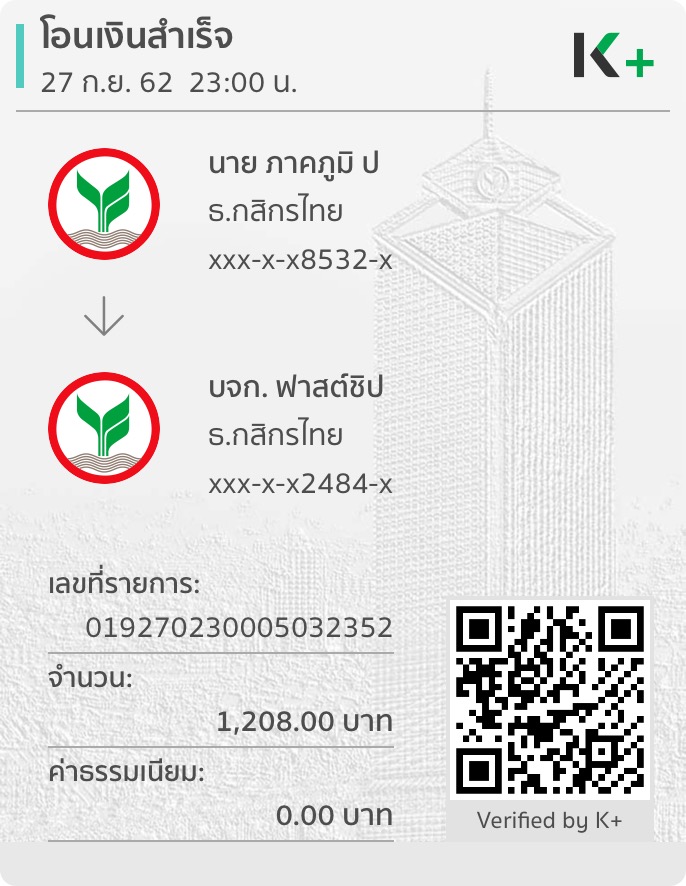 โอนเงินสำเร็จ
27 ก.ย. 62 23:00 น.
K+
นาย ภาคภูมิ ป
ธ.กสิกรไทย
xxx-x-x8532-x
บจก. ฟาสต์ชิป
ธ.กสิกรไทย
xxx-x-x2484-x
เลขที่รายการ:
019270230005032352
จำนวน:
1,208.00 บาท
ค่าธรรมเนียม:
0.00 บาท
Verified by K+